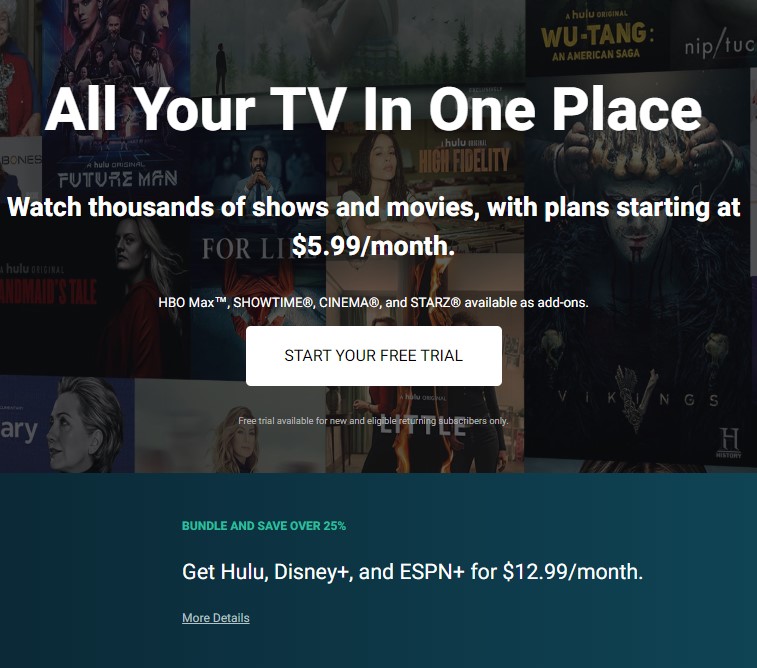 a hulu ORIGINAL
WU-TANG:
AN AMERICAN SAGA
nip/tuc
All Your TV In One Place
BONES
a hulu ORIGINAL
FUTURE MAN
a hulu ORIGINAL
HIGH FIDELITY
Watch thousands of shows and movies, with plans starting at
$5.99/month.
FOR LI
a hulu ORIGINAL
ANDMAID'S TALE
HBO Max™, SHOWTIME®, CINEMA®, and STARZ® available as add-ons.
START YOUR FREE TRIAL
VIKINGS
a hulu ORIGINAL
LITTLE
Free trial available for new and eligible returning subscribers only.
ary
H
HISTORY
BUNDLE AND SAVE OVER 25%
Get Hulu, Disney+, and ESPN+ for $12.99/month.
More Details